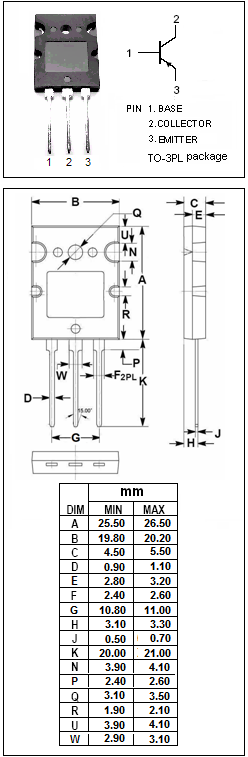 2
1
3
1 2 3
PIN 1. BASE
2. COLLECTOR
3. EMITTER
TO-3PL package
B
Q
C
E
U
N
A
R
P
W
F2PL
K
D
15.00°
G
J
H
mm
DIM MIN MAX
A 25.50 26.50
B 19.80 20.20
C 4.50 5.50
D 0.90 1.10
E 2.80 3.20
F 2.40 2.60
G 10.80 11.00
H 3.10 3.30
J 0.50 0.70
K 20.00 21.00
N 3.90 4.10
P 2.40 2.60
Q 3.10 3.50
R 1.90 2.10
U 3.90 4.10
W 2.90 3.10